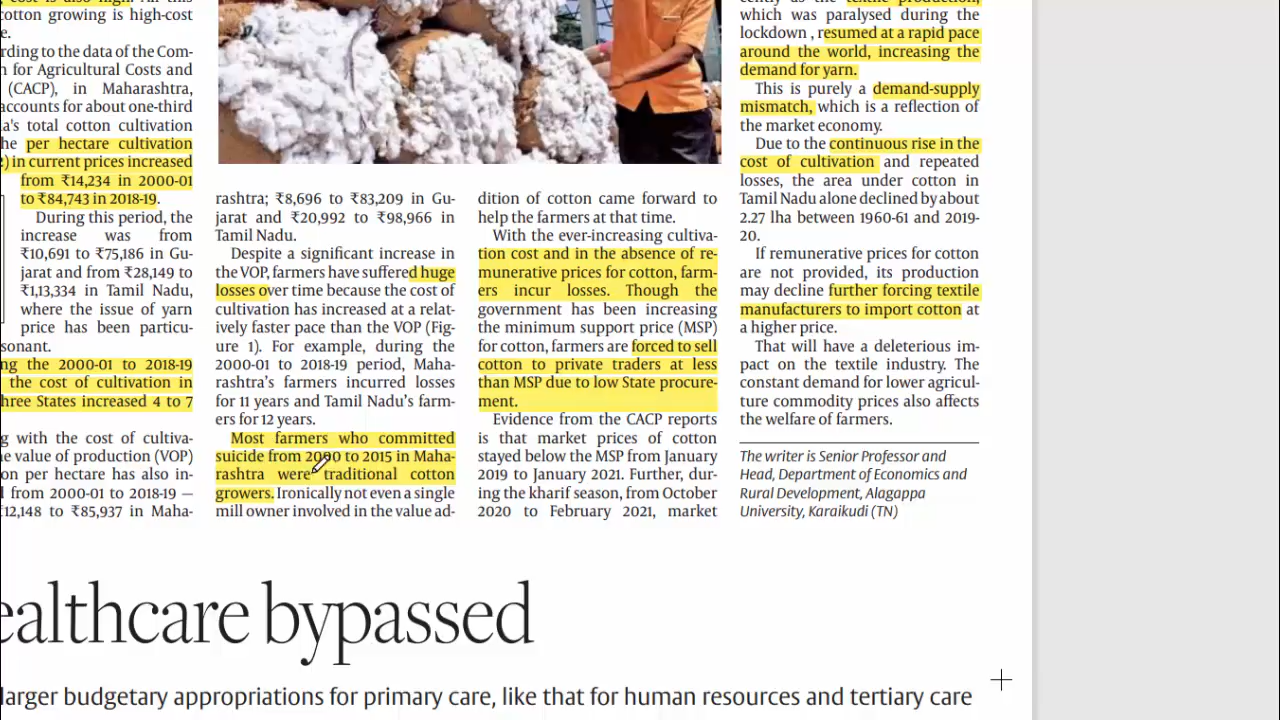 cotton growing is high-cost
e.
rding to the data of the Com-
n for Agricultural Costs and
(CACP), in Maharashtra,
accounts for about one-third
a's total cotton cultivation
he per hectare cultivation
) in current prices increased
from ₹14,234 in 2000-01
to ₹84,743 in 2018-19.
During this period, the
increase was from
₹10,691 to ₹75,186 in Gu-
jarat and from ₹28,149 to
₹1,13,334 in Tamil Nadu,
where the issue of yarn
price has been particu-
sonant.
ng the 2000-01 to 2018-19
the cost of cultivation in
hree States increased 4 to 7
g with the cost of cultiva-
e value of production (VOP)
on per hectare has also in-
l from 2000-01 to 2018-19 —
₹12,148 to ₹85,937 in Maha-
rashtra; ₹8,696 to ₹83,209 in Gu-
jarat and ₹20,992 to ₹98,966 in
Tamil Nadu.
Despite a significant increase in
the VOP, farmers have suffered huge
losses over time because the cost of
cultivation has increased at a relat-
ively faster pace than the VOP (Fig-
ure 1). For example, during the
2000-01 to 2018-19 period, Maha-
rashtra's farmers incurred losses
for 11 years and Tamil Nadu's farm-
ers for 12 years.
Most farmers who committed
suicide from 2000 to 2015 in Maha-
rashtra were traditional cotton
growers. Ironically not even a single
mill owner involved in the value ad-
dition of cotton came forward to
help the farmers at that time.
With the ever-increasing cultiva-
tion cost and in the absence of re-
munerative prices for cotton, farm-
ers incur losses. Though the
government has been increasing
the minimum support price (MSP)
for cotton, farmers are forced to sell
cotton to private traders at less
than MSP due to low State procure-
ment.
Evidence from the CACP reports
is that market prices of cotton
stayed below the MSP from January
2019 to January 2021. Further, dur-
ing the kharif season, from October
2020 to February 2021, market
which was paralysed during the
lockdown , resumed at a rapid pace
around the world, increasing the
demand for yarn.
This is purely a demand-supply
mismatch, which is a reflection of
the market economy.
Due to the continuous rise in the
cost of cultivation and repeated
losses, the area under cotton in
Tamil Nadu alone declined by about
2.27 lha between 1960-61 and 2019-
20.
If remunerative prices for cotton
are not provided, its production
may decline further forcing textile
manufacturers to import cotton at
a higher price.
That will have a deleterious im-
pact on the textile industry. The
constant demand for lower agricul-
ture commodity prices also affects
the welfare of farmers.
The writer is Senior Professor and
Head, Department of Economics and
Rural Development, Alagappa
University, Karaikudi (TN)
ealthcare bypassed
larger budgetary appropriations for primary care, like that for human resources and tertiary care